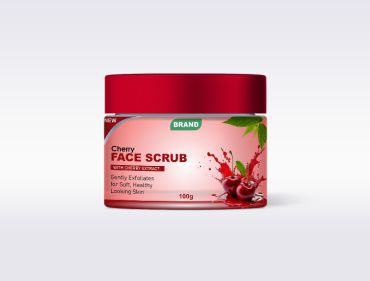 NEW
BRAND
Cherry
FACE SCRUB
WITH CHERRY EXTRACT
Gently Exfoliates
for Soft, Healthy
Looking Skin
100g